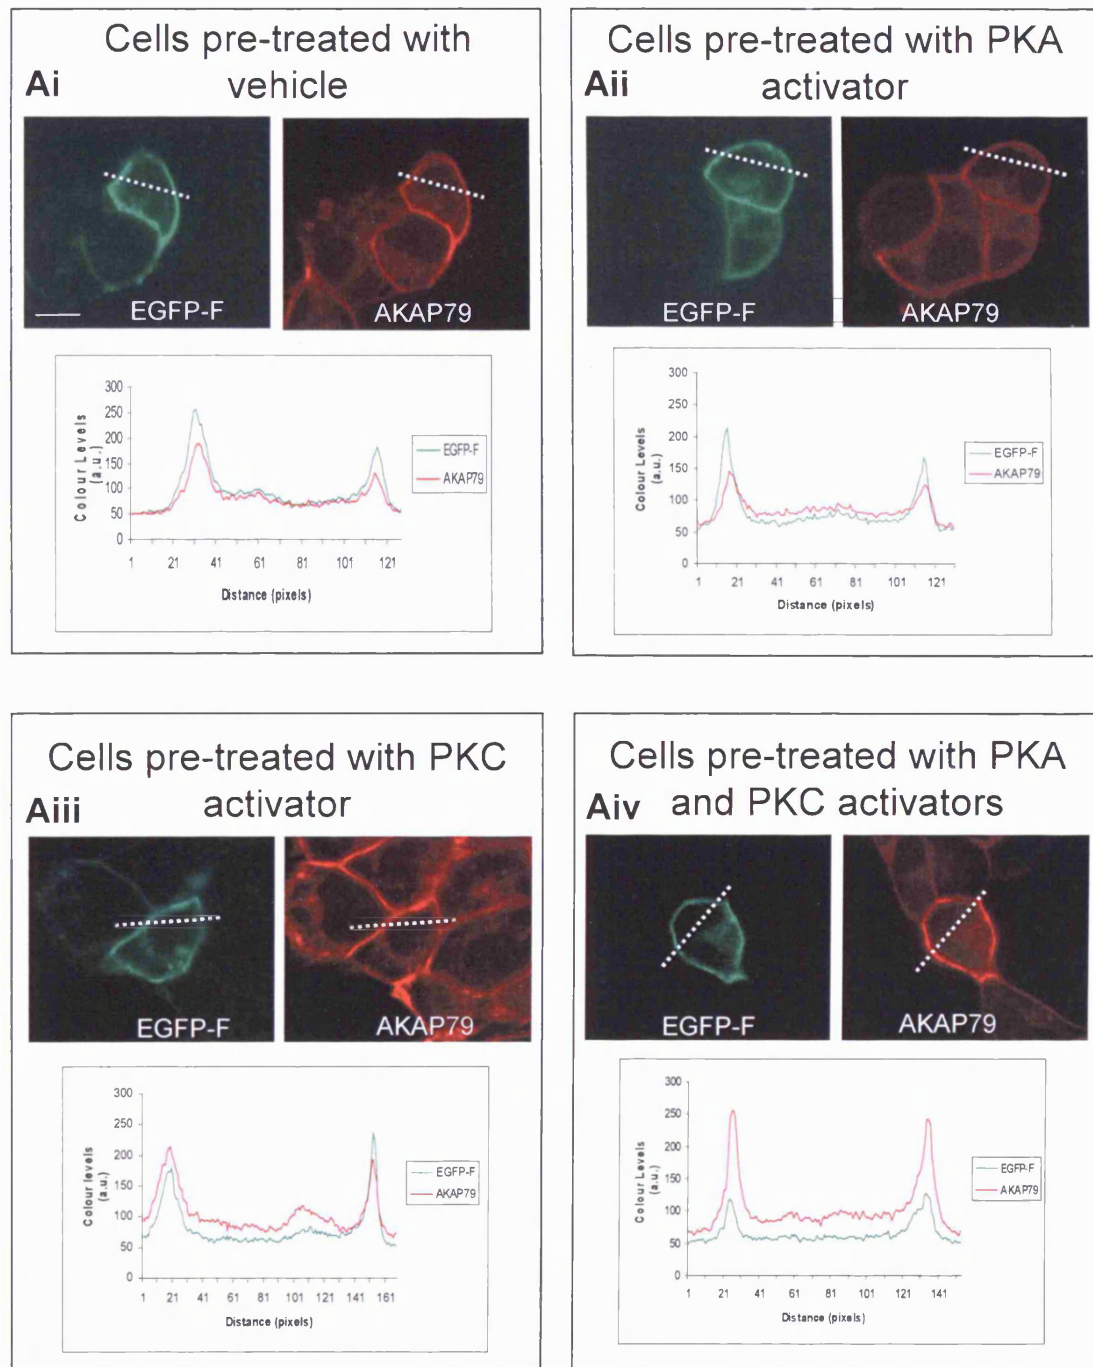 Cells pre-treated with
Ai
vehicle
EGFP-F
AKAP79
300
250
200
150
100
50
0
Colour Levels
(a.u.)
1 21 41 61 81 101 121
Distance (pixels)
EGFP-F
AKAP79
Cells pre-treated with PKA
Aii
activator
EGFP-F
AKAP79
300
250
200
150
100
50
0
Colour Levels
(a.u.)
1 21 41 61 81 101 121
Distance (pixels)
EGFP-F
AKAP79
Cells pre-treated with PKC
Aiii
activator
EGFP-F
AKAP79
300
250
200
150
100
50
0
Colour levels
(a.u.)
1 21 41 61 81 101 121 141 161
Distance (pixels)
EGFP-F
AKAP79
Cells pre-treated with PKA
Aiv
and PKC activators
EGFP-F
AKAP79
300
250
200
150
100
50
0
Colour Levels
(a.u.)
1 21 41 61 81 101 121 141
Distance (pixels)
EGFP-F
AKAP79